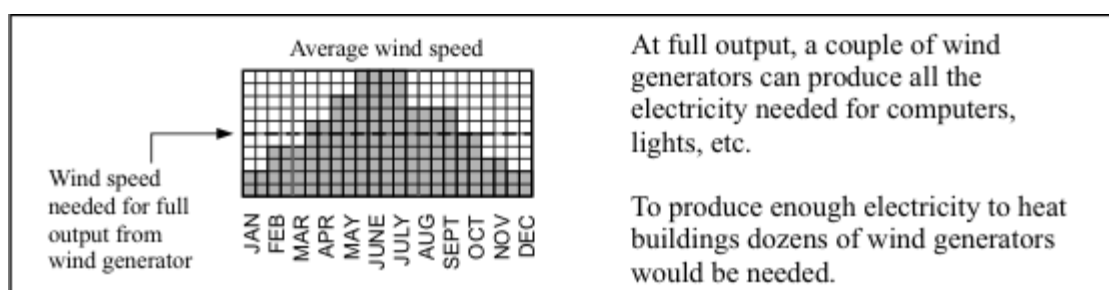 Average wind speed
Wind speed
needed for full
output from
wind generator
JAN
FEB
MAR
APR
MAY
JUNE
JULY
AUG
SEPT
OCT
NOV
DEC
At full output, a couple of wind
generators can produce all the
electricity needed for computers,
lights, etc.
To produce enough electricity to heat
buildings dozens of wind generators
would be needed.